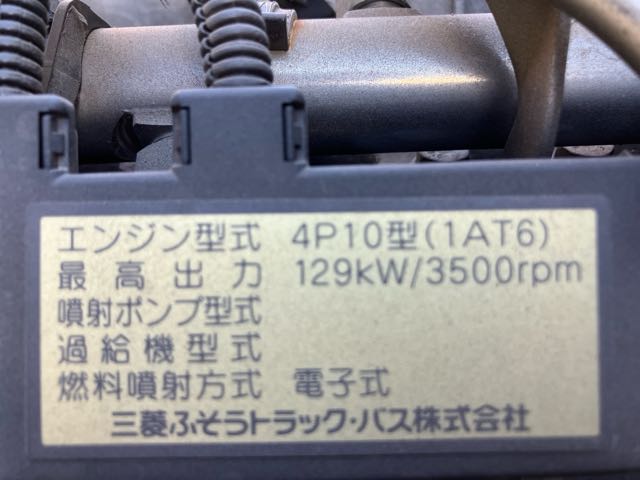 エンジン型式 4P10型(1AT6)
最高出力 129kW/3500rpm
噴射ポンプ型式
過給機型式
燃料噴射方式 電子式
三菱ふそうトラック・バス株式会社